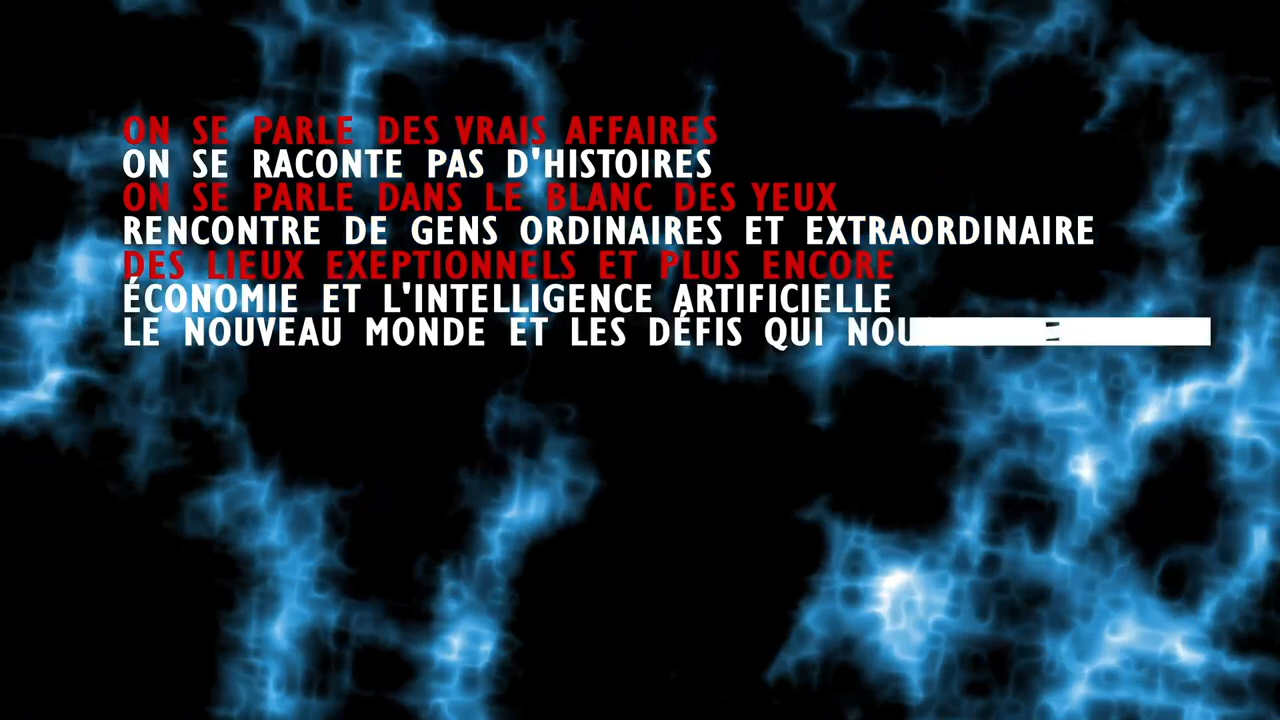 ON SE PARLE DES VRAIS AFFAIRES
ON SE RACONTE PAS D'HISTOIRES
ON SE PARLE DANS LE BLANC DES YEUX
RENCONTRE DE GENS ORDINAIRES ET EXTRAORDINAIRE
DES LIEUX EXEPTIONNELS ET PLUS ENCORE
ÉCONOMIE ET L'INTELLIGENCE ARTIFICIELLE
LE NOUVEAU MONDE ET LES DÉFIS QUI